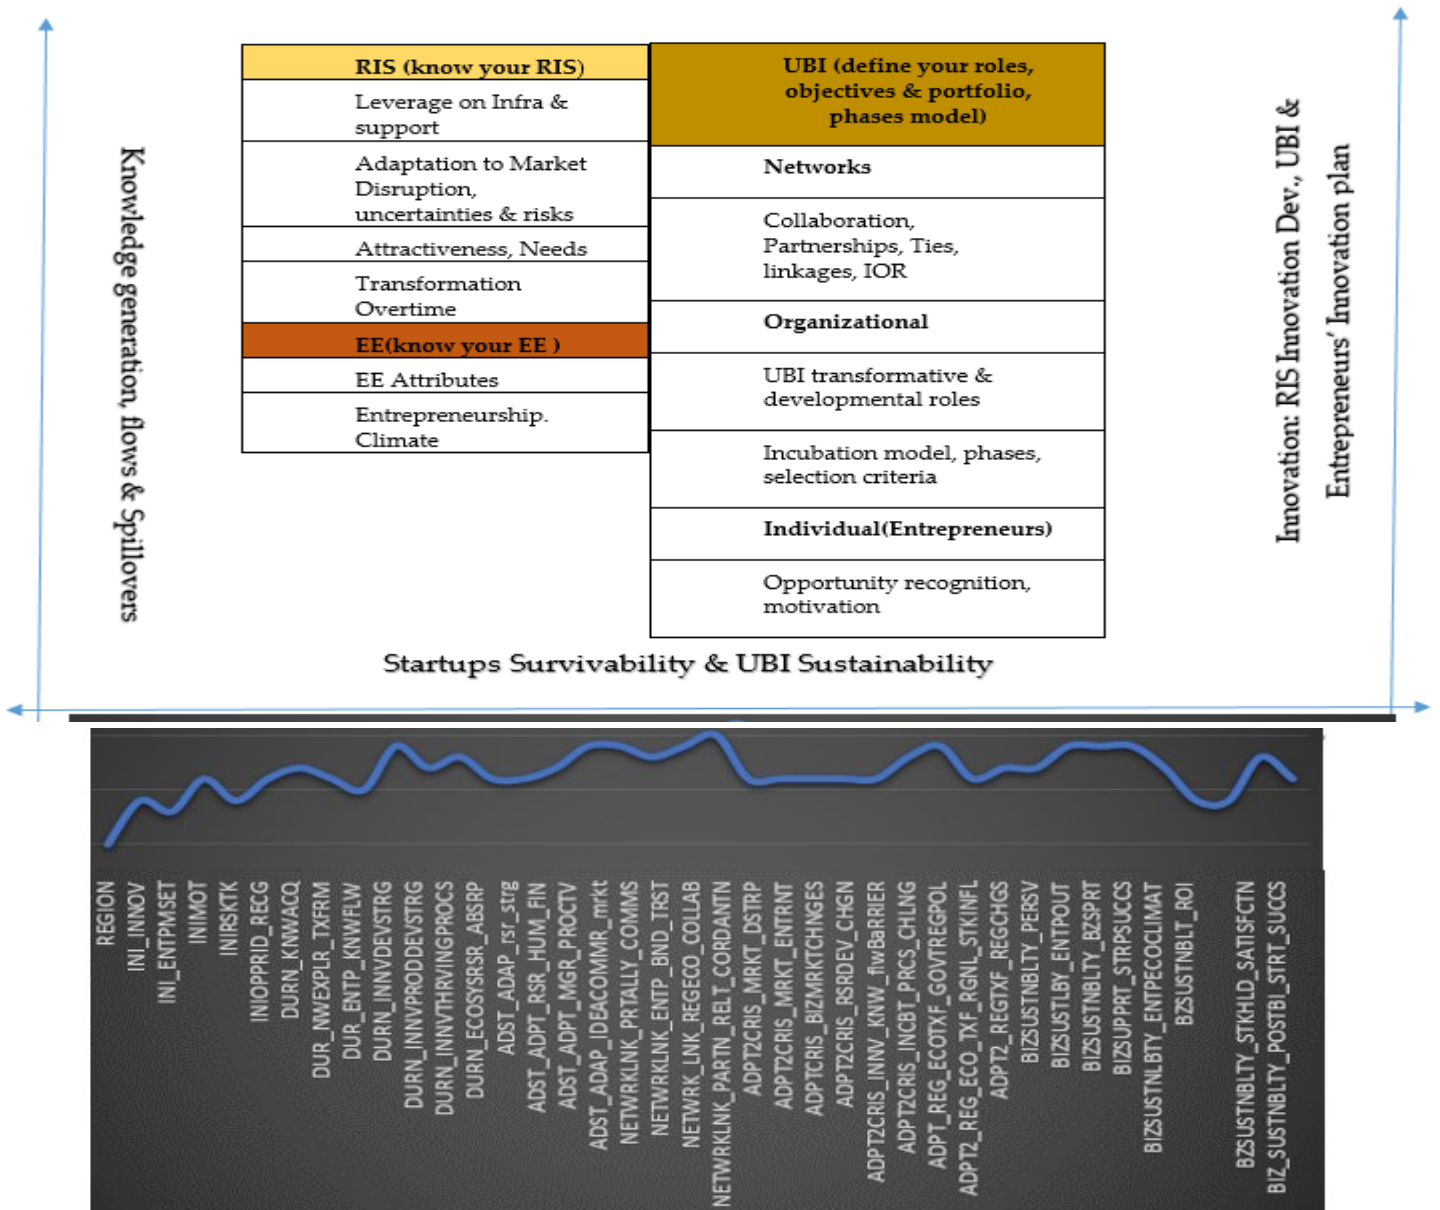 RIS (know your RIS)
Leverage on Infra &
support
Adaptation to Market
Disruption,
uncertainties & risks
Attractiveness, Needs
Transformation
Overtime
EE(know your EE )
EE Attributes
Entrepreneurship.
Climate
UBI (define your roles,
objectives & portfolio,
phases model)
Networks
Collaboration,
Partnerships, Ties,
linkages, IOR
Organizational
UBI transformative &
developmental roles
Incubation model, phases,
selection criteria
Individual(Entrepreneurs)
Opportunity recognition,
motivation
Knowledge generation, flows & Spillovers
Innovation: RIS Innovation Dev., UBI &
Entrepreneurs' Innovation plan
Startups Survivability & UBI Sustainability
REGION
INI_INNOV
INI_ENTPMSET
INIMOT
INIRSKTK
INIOPPRID_RECG
DURN_KNWACQ
DUR_NWEXPLR_TXFRM
DUR_ENTP_KNWFLW
DURN_INNVDEVSTRG
DURN_INNVPRODDEVSTRG
DURN_INNVTHRVINGPROCS
DURN_ECOSYSRSR_ABSRP
ADST_ADAP_rsr_strg
ADST_ADPT_RSR_HUM_FIN
ADST_ADPT_MGR_PROCTV
ADST_ADAP_IDEACOMMR_mrkt
NETWRKLNK_PRTALLY_COMMS
NETWRKLNK_ENTP_BND_TRST
NETWRK_LNK_REGECO_COLLAB
NETWRKLNK_PARTN_RELT_CORDANTN
ADPT2CRIS_MRKT_DSTRP
ADPT2CRIS_MRKT_ENTRNT
ADPTCRIS_BIZMRKTCHNGES
ADPT2CRIS_RSRDEV_CHGN
ADPT2CRIS_INNV_KNW_flwBaRRIER
ADPT2CRIS_INCBT_PRCS_CHLNG
ADPT_REG_ECOTXF_GOVTREGPOL
ADPT2_REG_ECO_TXF_RGNL_STKINFL
ADPT2_REGTXF_REGCHGS
BIZSUSTNBLTY_PERSV
BIZSUSTLBY_ENTPOUT
BIZSUSTNBLTY_BZSPRT
BIZSUPPRT_STRPSUCCS
BIZSUSTNLBTY_ENTPECOCLIMAT
BZSUSTNBLT_ROI
BZSUSTNBLTY_STKHLD_SATISFCTN
BIZ_SUSTNBLTY_POSTBI_STRT_SUCCS